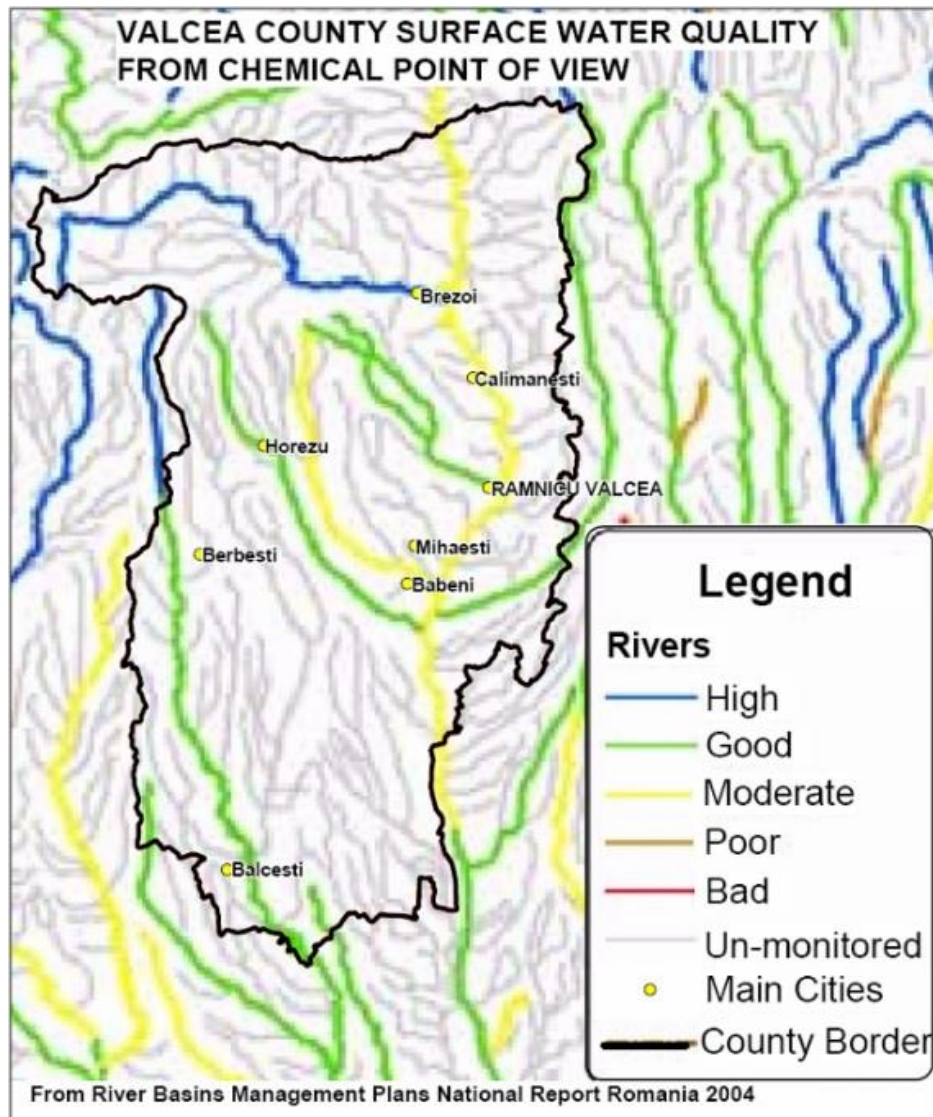 VALCEA COUNTY SURFACE WATER QUALITY
FROM CHEMICAL POINT OF VIEW
Brezoi
Calimanesti
Horezu
RAMNICU VALCEA
Mihaesti
Berbesti
Babeni
Balcesti
Legend
Rivers
High
Good
Moderate
Poor
Bad
Un-monitored
Main Cities
County Border
From River Basins Management Plans National Report Romania 2004